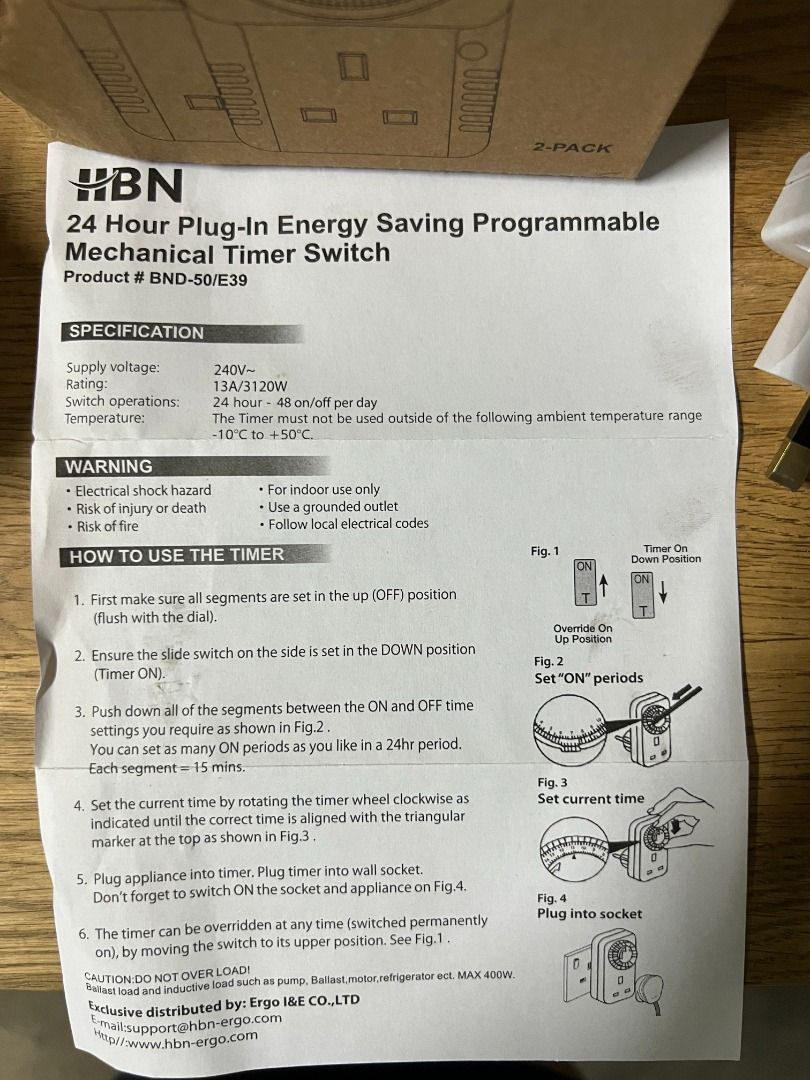 2-PACK
HBN
24 Hour Plug-In Energy Saving Programmable
Mechanical Timer Switch
Product # BND-50/E39
SPECIFICATION
Supply voltage: 240V~
Rating: 13A/3120W
Switch operations: 24 hour - 48 on/off per day
Temperature: The Timer must not be used outside of the following ambient temperature range
-10°C to +50°C.
WARNING
• Electrical shock hazard
• Risk of injury or death
• Risk of fire
• For indoor use only
• Use a grounded outlet
• Follow local electrical codes
HOW TO USE THE TIMER
1. First make sure all segments are set in the up (OFF) position
(flush with the dial).
2. Ensure the slide switch on the side is set in the DOWN position
(Timer ON).
3. Push down all of the segments between the ON and OFF time
settings you require as shown in Fig.2 .
You can set as many ON periods as you like in a 24hr period.
Each segment = 15 mins.
4. Set the current time by rotating the timer wheel clockwise as
indicated until the correct time is aligned with the triangular
marker at the top as shown in Fig.3 .
5. Plug appliance into timer. Plug timer into wall socket.
Don't forget to switch ON the socket and appliance on Fig.4.
6. The timer can be overridden at any time (switched permanently
on), by moving the switch to its upper position. See Fig.1 .
CAUTION:DO NOT OVER LOAD!
Ballast load and inductive load such as pump, Ballast,motor,refrigerator ect. MAX 400W.
Exclusive distributed by: Ergo I&E CO.,LTD
E-mail:support@hbn-ergo.com
Http//:www.hbn-ergo.com
Fig. 1
Timer On
Down Position
ON
T
ON
T
Override On
Up Position
Fig. 2
Set "ON" periods
Fig. 3
Set current time
Fig. 4
Plug into socket